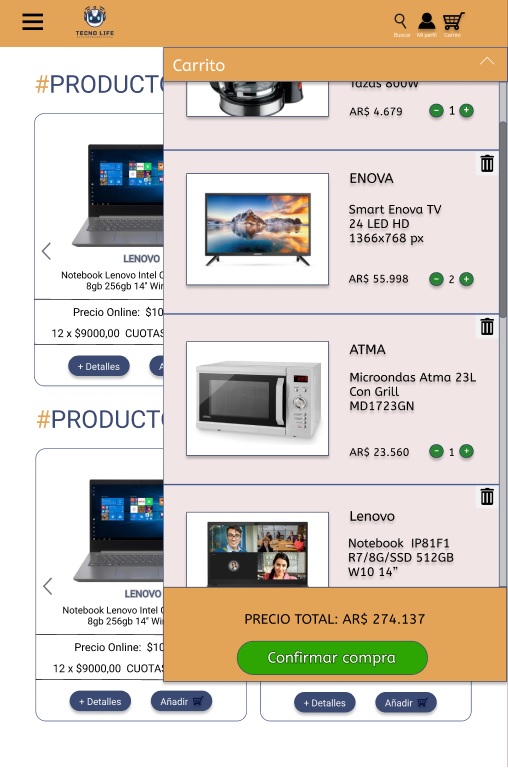 TECNO LIFE
Buscar
Mi perfil
Carrito
Carrito
Tazas 800W
AR$ 4.679
- 1 +
ENOVA
Smart Enova TV
24 LED HD
1366x768 px
AR$ 55.998
- 2 +
ATMA
Microondas Atma 23L
Con Grill
MD1723GN
AR$ 23.560
- 1 +
Lenovo
Notebook IP81F1
R7/8G/SSD 512GB
W10 14”
PRECIO TOTAL: AR$ 274.137
Confirmar compra
#PRODUCTO
LENOVO
Notebook Lenovo Intel C
8gb 256gb 14" Wir
Precio Online: $10
12 x $9000,00 CUOTAS
+ Detalles
A
#PRODUCTO
LENOVO
Notebook Lenovo Intel C
8gb 256gb 14" Wir
Precio Online: $10
12 x $9000,00 CUOTAS
+ Detalles
Añadir
+ Detalles
Añadir